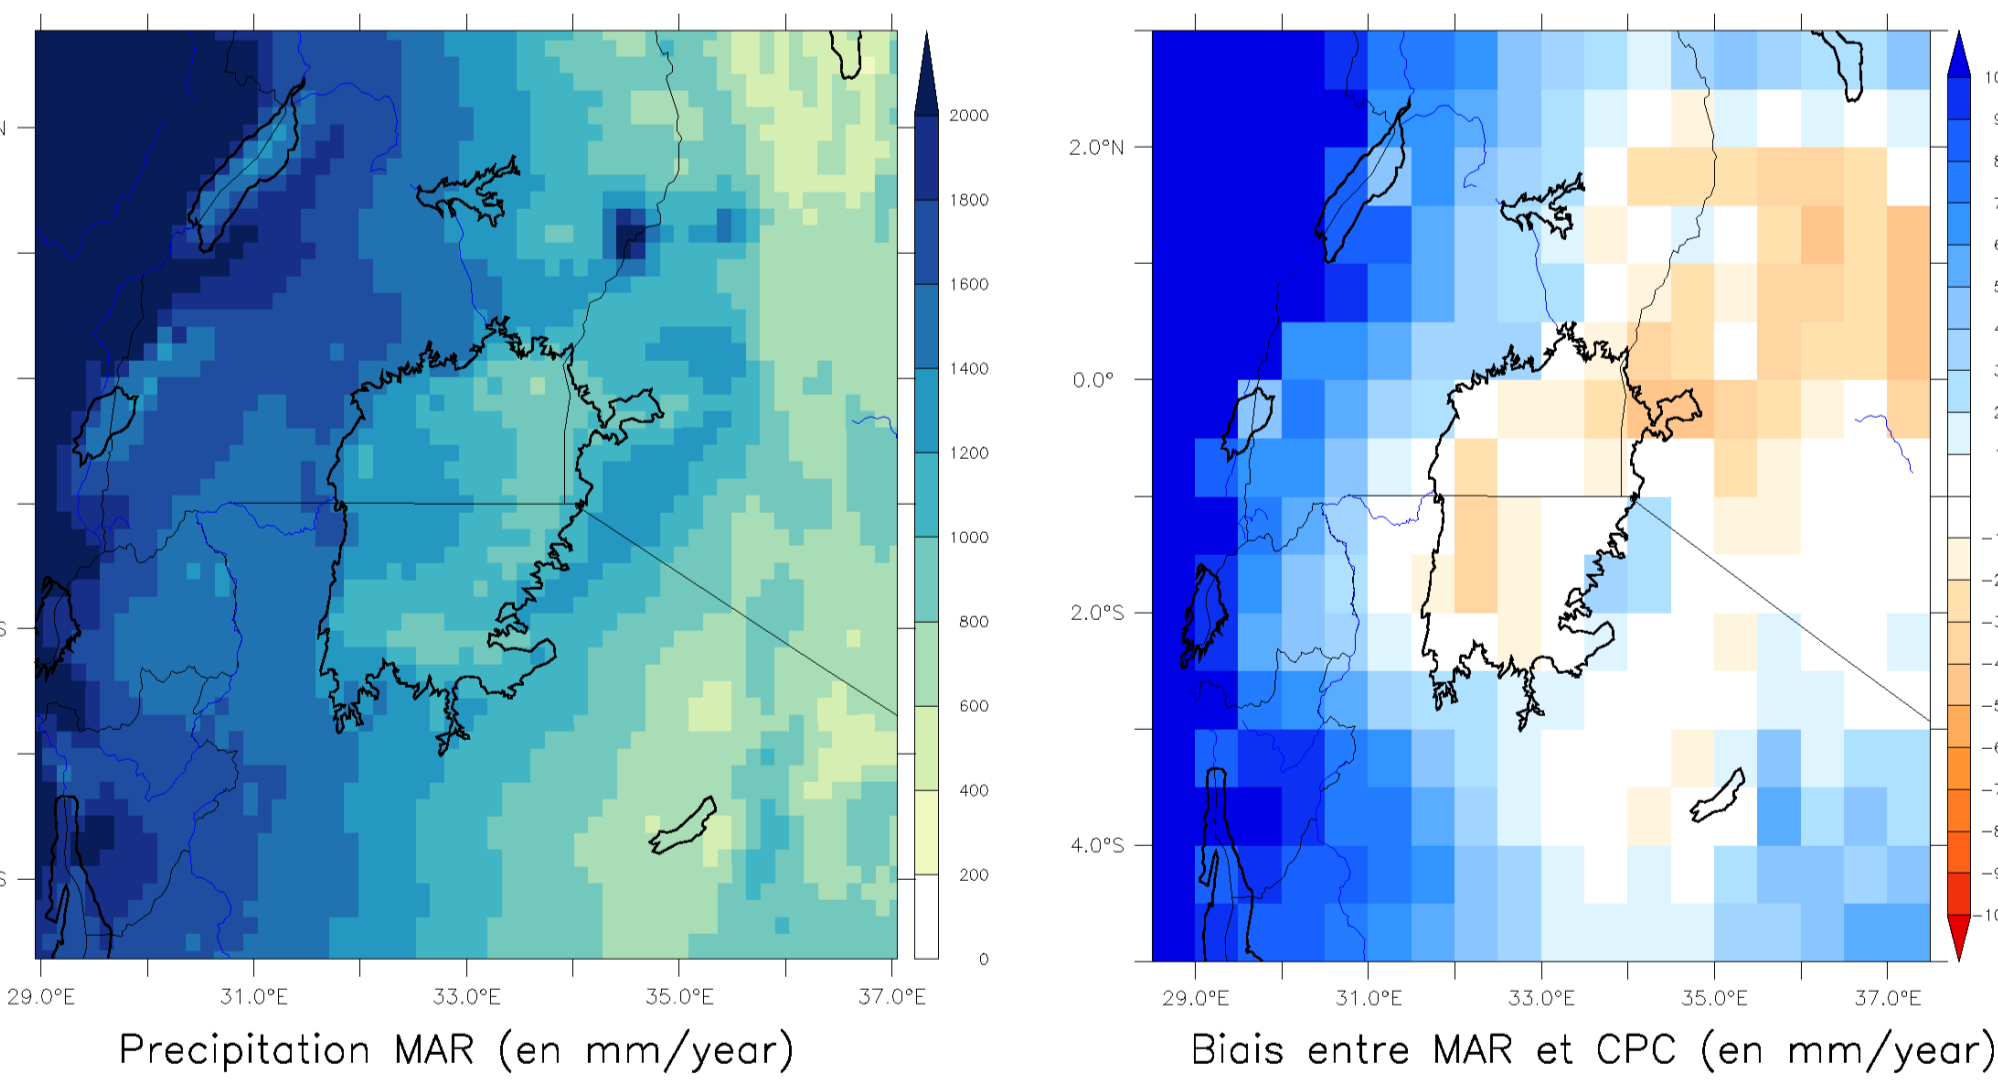 2000
1800
1600
1400
1200
1000
800
600
400
200
0
29.0°E 31.0°E 33.0°E 35.0°E 37.0°E
Precipitation MAR (en mm/year)
2.0°N
0.0°
2.0°S
4.0°S
29.0°E 31.0°E 33.0°E 35.0°E 37.0°E
Biais entre MAR et CPC (en mm/year)